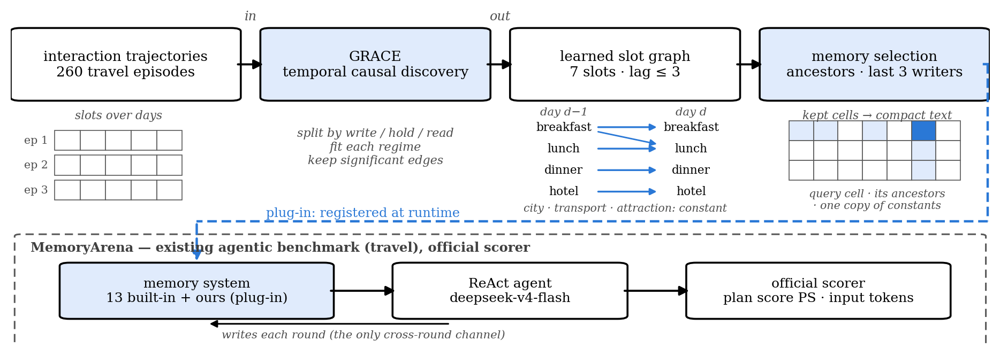 in
out
interaction trajectories
260 travel episodes
GRACE
temporal causal discovery
learned slot graph
7 slots · lag ≤ 3
memory selection
ancestors · last 3 writers
slots over days
ep 1
ep 2
ep 3
split by write / hold / read
fit each regime
keep significant edges
day d−1
day d
breakfast
breakfast
lunch
lunch
dinner
dinner
hotel
hotel
city · transport · attraction: constant
kept cells → compact text
query cell · its ancestors
· one copy of constants
plug-in: registered at runtime
MemoryArena — existing agentic benchmark (travel), official scorer
memory system
13 built-in + ours (plug-in)
ReAct agent
deepseek-v4-flash
official scorer
plan score PS · input tokens
writes each round (the only cross-round channel)